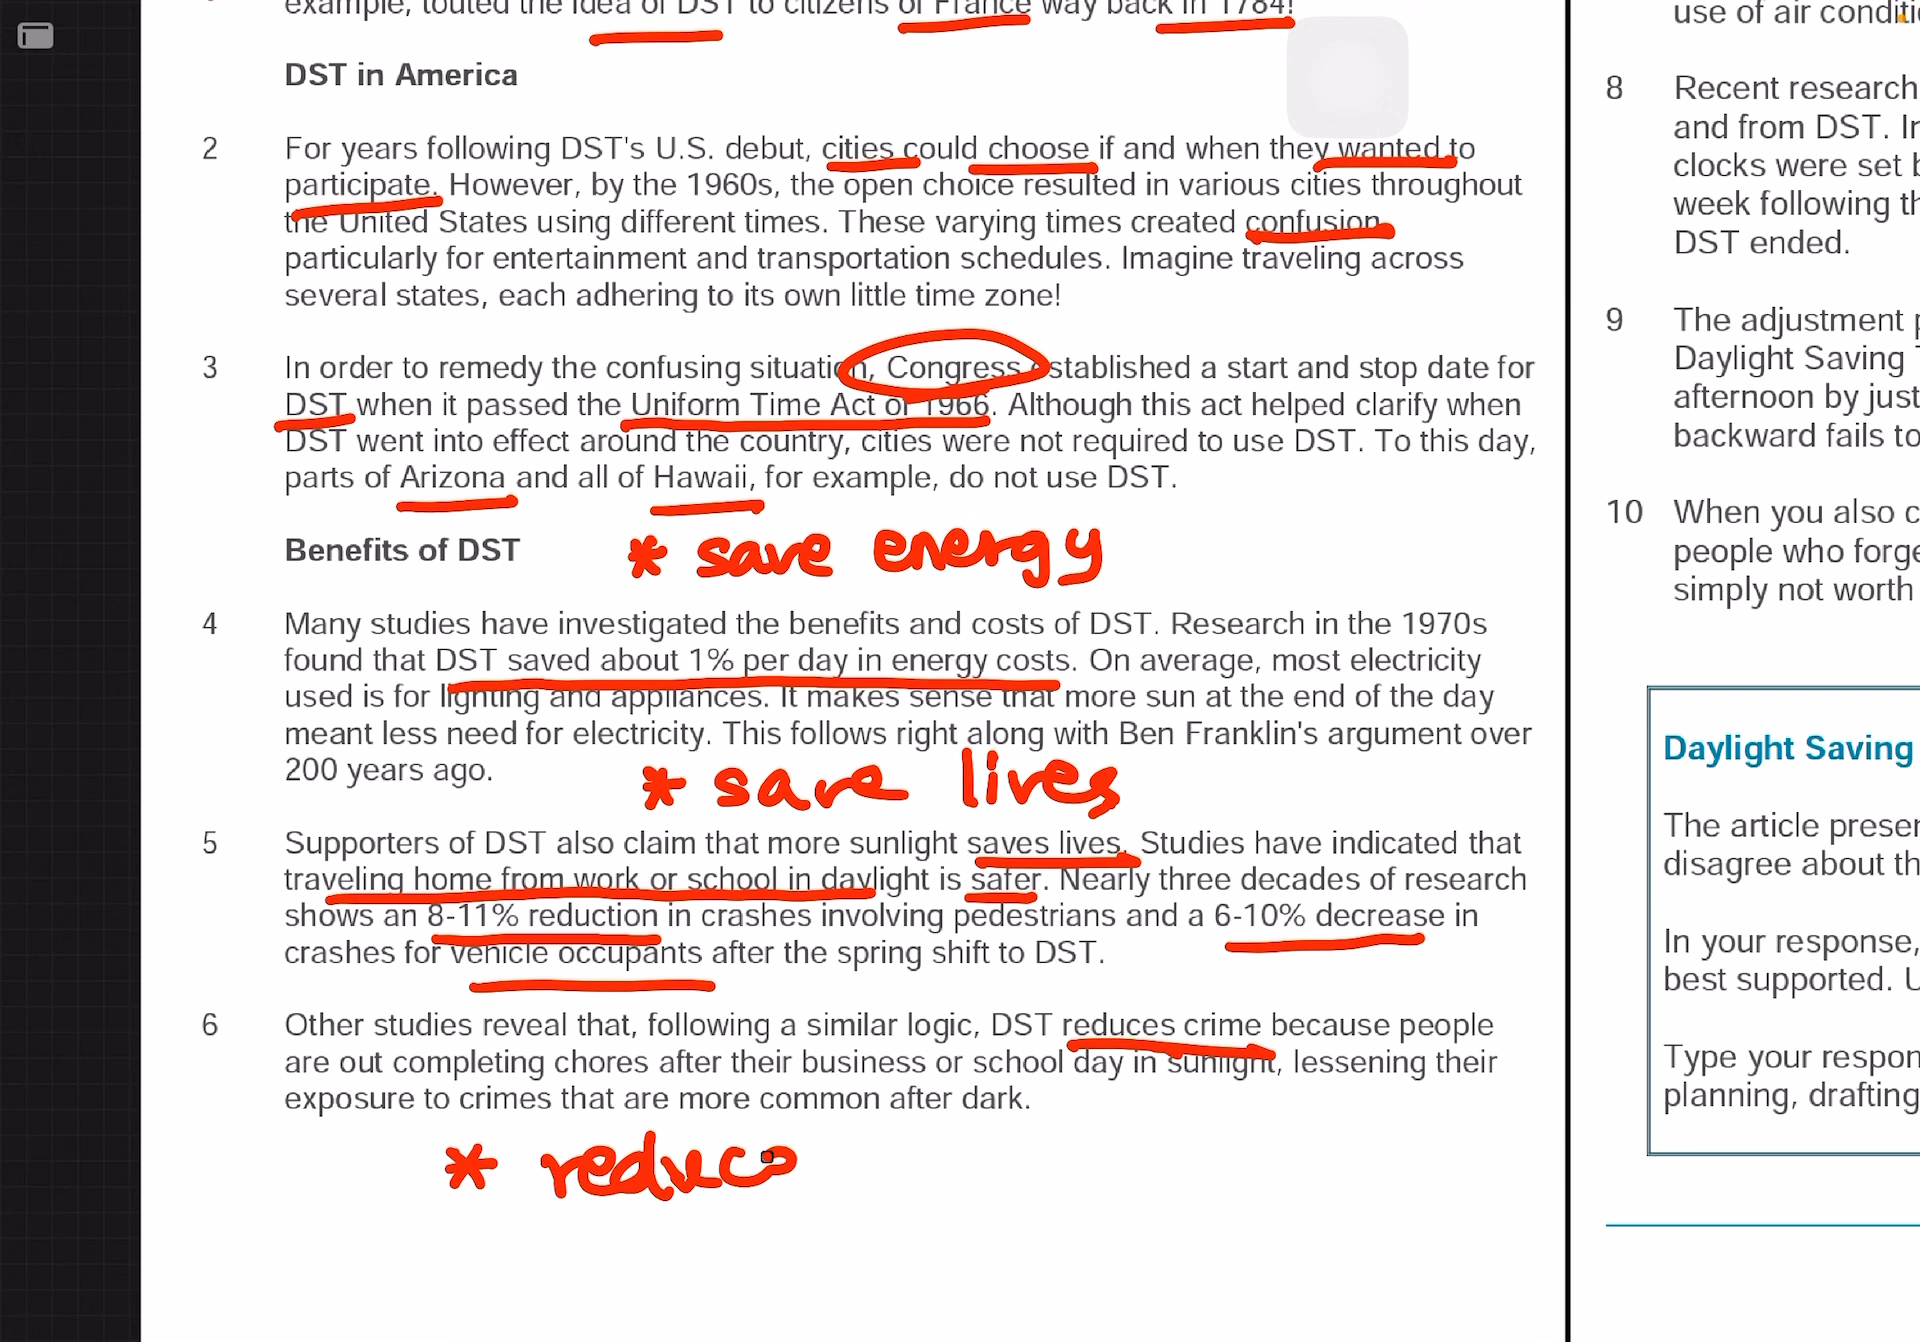 example, touted the idea of DST to citizens of France way back in 1784!
DST in America
2 For years following DST's U.S. debut, cities could choose if and when they wanted to
participate. However, by the 1960s, the open choice resulted in various cities throughout
the United States using different times. These varying times created confusion,
particularly for entertainment and transportation schedules. Imagine traveling across
several states, each adhering to its own little time zone!
3 In order to remedy the confusing situation, Congress established a start and stop date for
DST when it passed the Uniform Time Act of 1966. Although this act helped clarify when
DST went into effect around the country, cities were not required to use DST. To this day,
parts of Arizona and all of Hawaii, for example, do not use DST.
Benefits of DST * save energy
4 Many studies have investigated the benefits and costs of DST. Research in the 1970s
found that DST saved about 1% per day in energy costs. On average, most electricity
used is for lighting and appliances. It makes sense that more sun at the end of the day
meant less need for electricity. This follows right along with Ben Franklin's argument over
200 years ago.
* save lives
5 Supporters of DST also claim that more sunlight saves lives. Studies have indicated that
traveling home from work or school in daylight is safer. Nearly three decades of research
shows an 8-11% reduction in crashes involving pedestrians and a 6-10% decrease in
crashes for vehicle occupants after the spring shift to DST.
6 Other studies reveal that, following a similar logic, DST reduces crime because people
are out completing chores after their business or school day in sunlight, lessening their
exposure to crimes that are more common after dark.
* reduc
use of air
8 Recent research
and from DST.
clocks were set
week following
DST ended.
9 The adjustment
Daylight Saving
afternoon by just
backward fails to
10 When you also
people who
simply not worth
Daylight Saving
The article
disagree about
In your response,
best supported.
Type your
planning, drafting